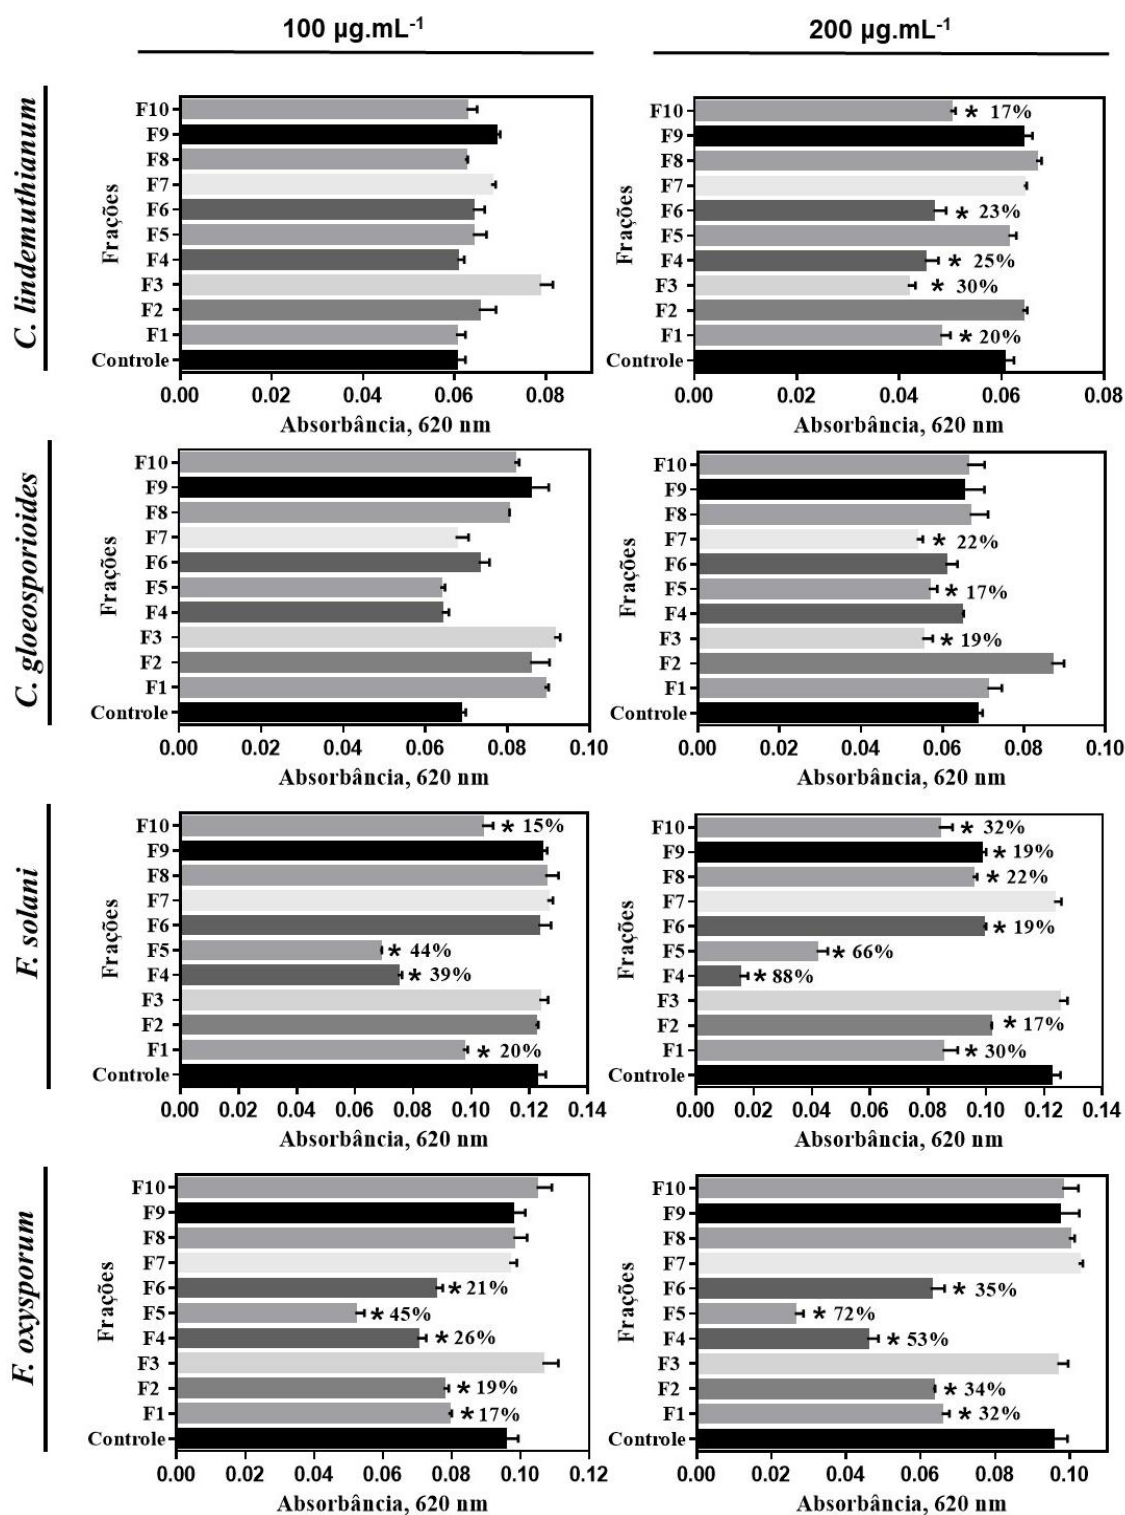 100 µg.mL⁻¹
200 µg.mL⁻¹
C. lindemuthianum
Frações
F10
F9
F8
F7
F6
F5
F4
F3
F2
F1
Controle
0.00 0.02 0.04 0.06 0.08
Absorbância, 620 nm
Frações
F10 * 17%
F9
F8
F7
F6 * 23%
F5
F4 * 25%
F3 * 30%
F2
F1 * 20%
Controle
0.00 0.02 0.04 0.06 0.08
Absorbância, 620 nm
C. gloeosporioides
Frações
F10
F9
F8
F7
F6
F5
F4
F3
F2
F1
Controle
0.00 0.02 0.04 0.06 0.08 0.10
Absorbância, 620 nm
Frações
F10
F9
F8
F7 * 22%
F6
F5 * 17%
F4
F3 * 19%
F2
F1
Controle
0.00 0.02 0.04 0.06 0.08 0.10
Absorbância, 620 nm
F. solani
Frações
F10 * 15%
F9
F8
F7
F6
F5 * 44%
F4 * 39%
F3
F2
F1 * 20%
Controle
0.00 0.02 0.04 0.06 0.08 0.10 0.12 0.14
Absorbância, 620 nm
Frações
F10 * 32%
F9 * 19%
F8 * 22%
F7
F6 * 19%
F5 * 66%
F4 * 88%
F3
F2 * 17%
F1 * 30%
Controle
0.00 0.02 0.04 0.06 0.08 0.10 0.12 0.14
Absorbância, 620 nm
F. oxysporum
Frações
F10
F9
F8
F7
F6 * 21%
F5 * 45%
F4 * 26%
F3
F2 * 19%
F1 * 17%
Controle
0.00 0.02 0.04 0.06 0.08 0.10 0.12
Absorbância, 620 nm
Frações
F10
F9
F8
F7
F6 * 35%
F5 * 72%
F4 * 53%
F3
F2 * 34%
F1 * 32%
Controle
0.00 0.02 0.04 0.06 0.08 0.10
Absorbância, 620 nm